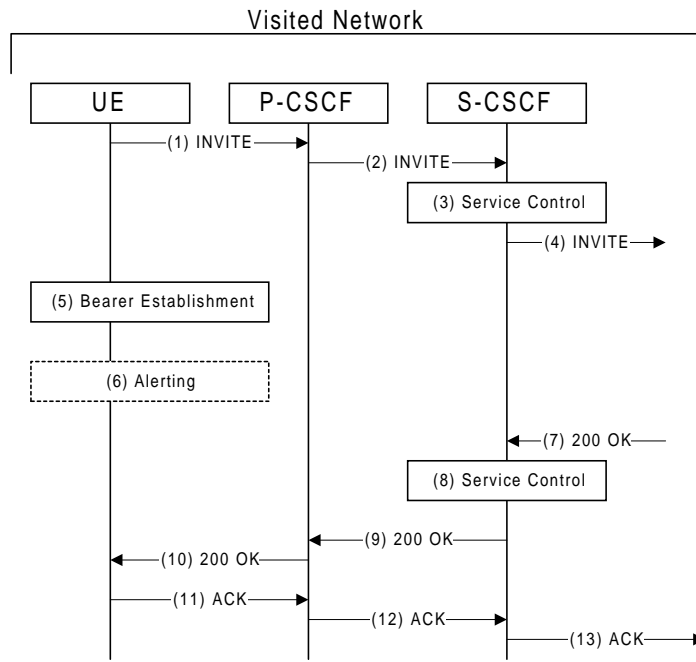 Visited Network
UE
P-CSCF
S-CSCF
(1) INVITE
(2) INVITE
(3) Service Control
(4) INVITE
(5) Bearer Establishment
(6) Alerting
(7) 200 OK
(8) Service Control
(9) 200 OK
(10) 200 OK
(11) ACK
(12) ACK
(13) ACK